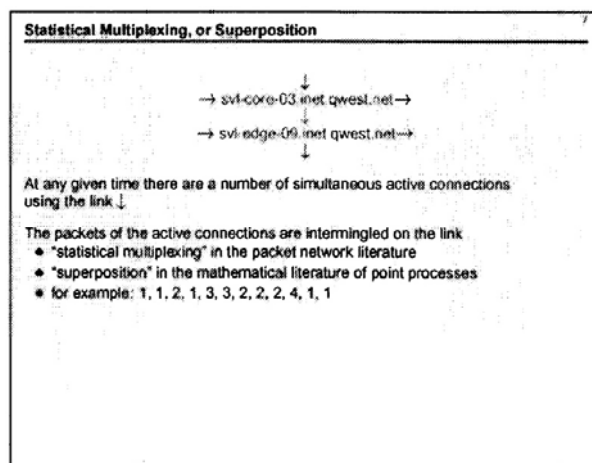 7
Statistical Multiplexing, or Superposition
↓
→ svl-core-03.inet.qwest.net→
↓
→ svl-edge-09.inet.qwest.net→
↓
At any given time there are a number of simultaneous active connections
using the link ↓
The packets of the active connections are intermingled on the link
• "statistical multiplexing" in the packet network literature
• "superposition" in the mathematical literature of point processes
• for example: 1, 1, 2, 1, 3, 3, 2, 2, 2, 4, 1, 1